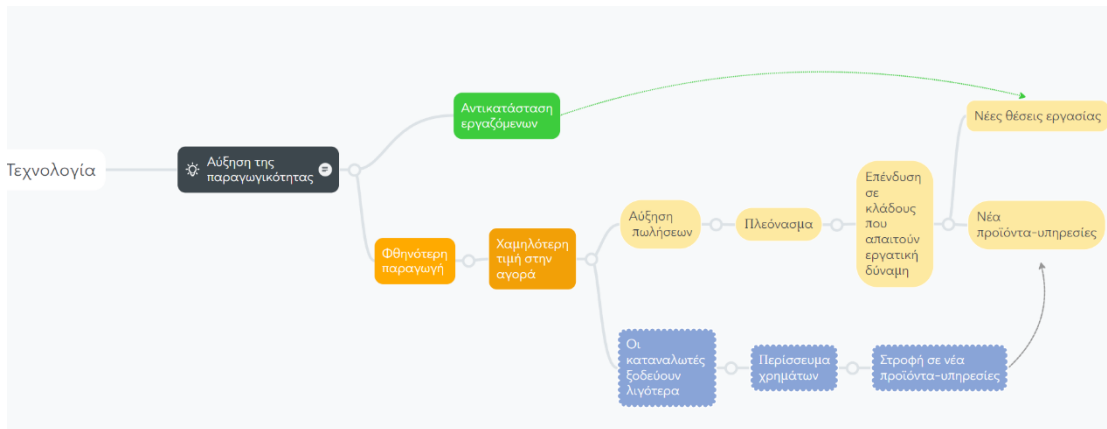 Τεχνολογία
Αύξηση της
παραγωγικότητας
Αντικατάσταση
εργαζόμενων
Φθηνότερη
παραγωγή
Χαμηλότερη
τιμή στην
αγορά
Αύξηση
πωλήσεων
Πλεόνασμα
Επένδυση
σε
κλάδους
που
απαιτούν
εργατική
δύναμη
Νέες θέσεις εργασίας
Νέα
προϊόντα-υπηρεσίες
Οι
καταναλωτές
ξοδεύουν
λιγότερα
Περίσσευμα
χρημάτων
Στροφή σε νέα
προϊόντα-υπηρεσίες